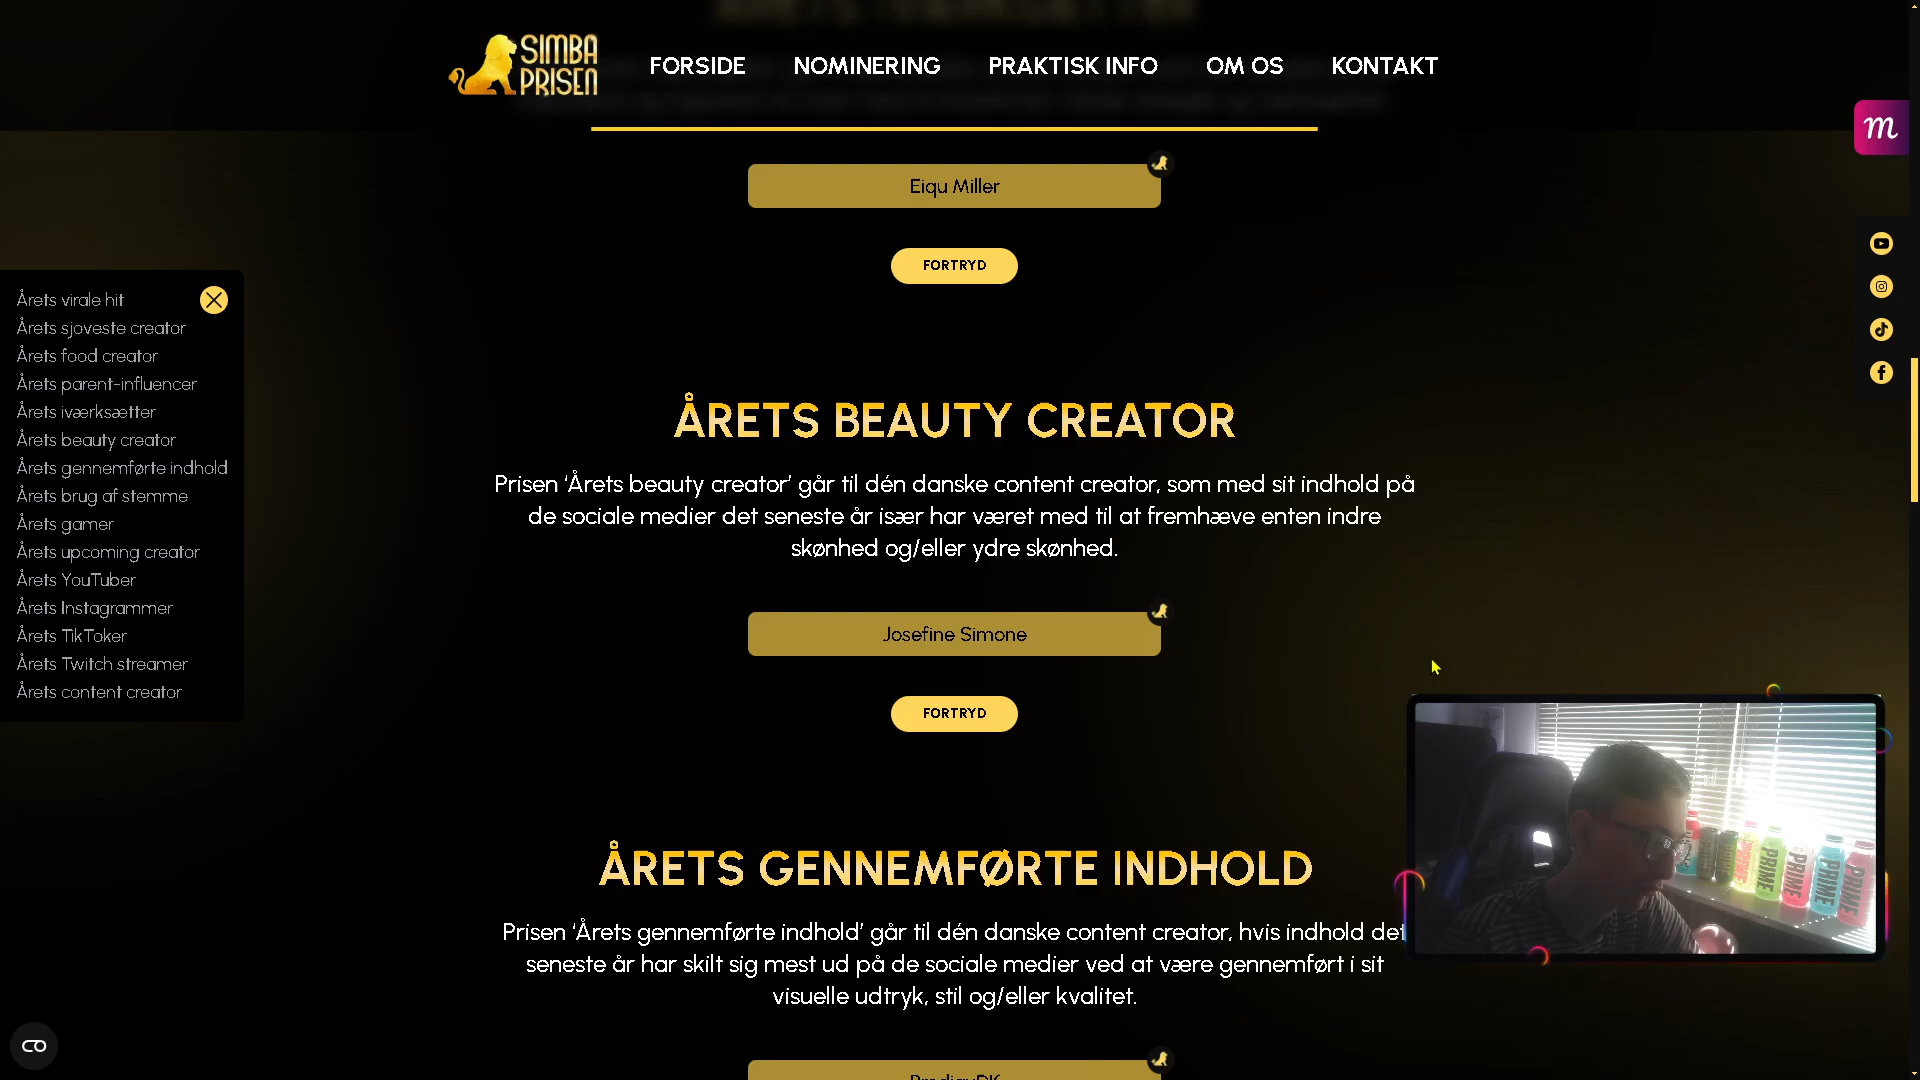 SIMBA
PRISEN
FORSIDE
NOMINERING
PRAKTISK INFO
OM OS
KONTAKT
m
Eiqu Miller
FORTRYD
Årets virale hit
Årets sjoveste creator
Årets food creator
Årets parent-influencer
Årets iværksætter
Årets beauty creator
Årets gennemførte indhold
Årets brug af stemme
Årets gamer
Årets upcoming creator
Årets YouTuber
Årets Instagrammer
Årets TikToker
Årets Twitch streamer
Årets content creator
ÅRETS BEAUTY CREATOR
Prisen ‘Årets beauty creator’ går til dén danske content creator, som med sit indhold på
de sociale medier det seneste år især har været med til at fremhæve enten indre
skønhed og/eller ydre skønhed.
Josefine Simone
FORTRYD
ÅRETS GENNEMFØRTE INDHOLD
Prisen ‘Årets gennemførte indhold’ går til dén danske content creator, hvis indhold det
seneste år har skilt sig mest ud på de sociale medier ved at være gennemført i sit
visuelle udtryk, stil og/eller kvalitet.
PRIME
PRIME
PRIME
PRIME
PRIME